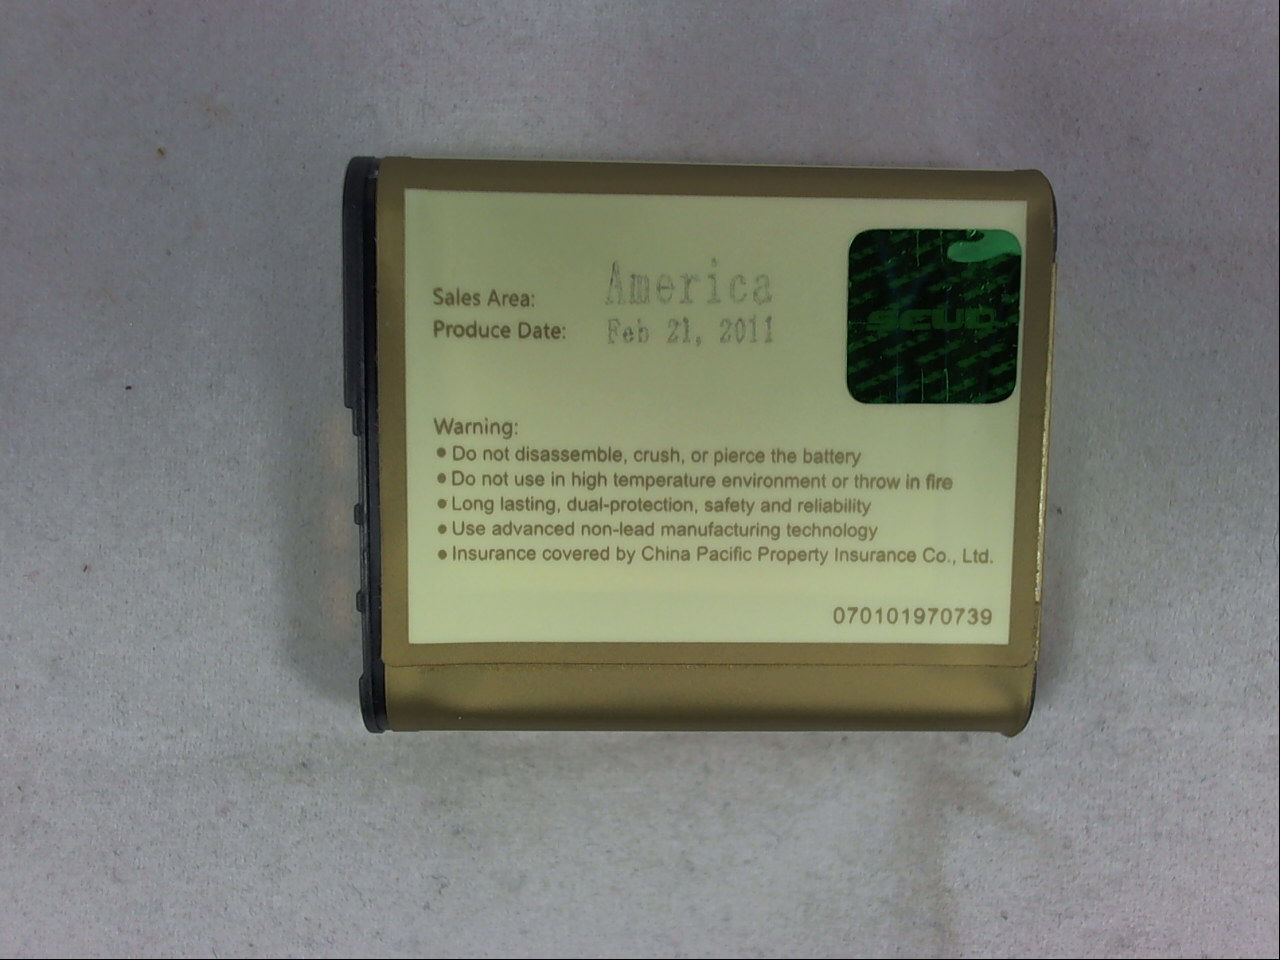 Sales Area: America
Produce Date: Feb 21, 2011
SCUD
Warning:
● Do not disassemble, crush, or pierce the battery
● Do not use in high temperature environment or throw in fire
● Long lasting, dual-protection, safety and reliability
● Use advanced non-lead manufacturing technology
● Insurance covered by China Pacific Property Insurance Co., Ltd.
070101970739